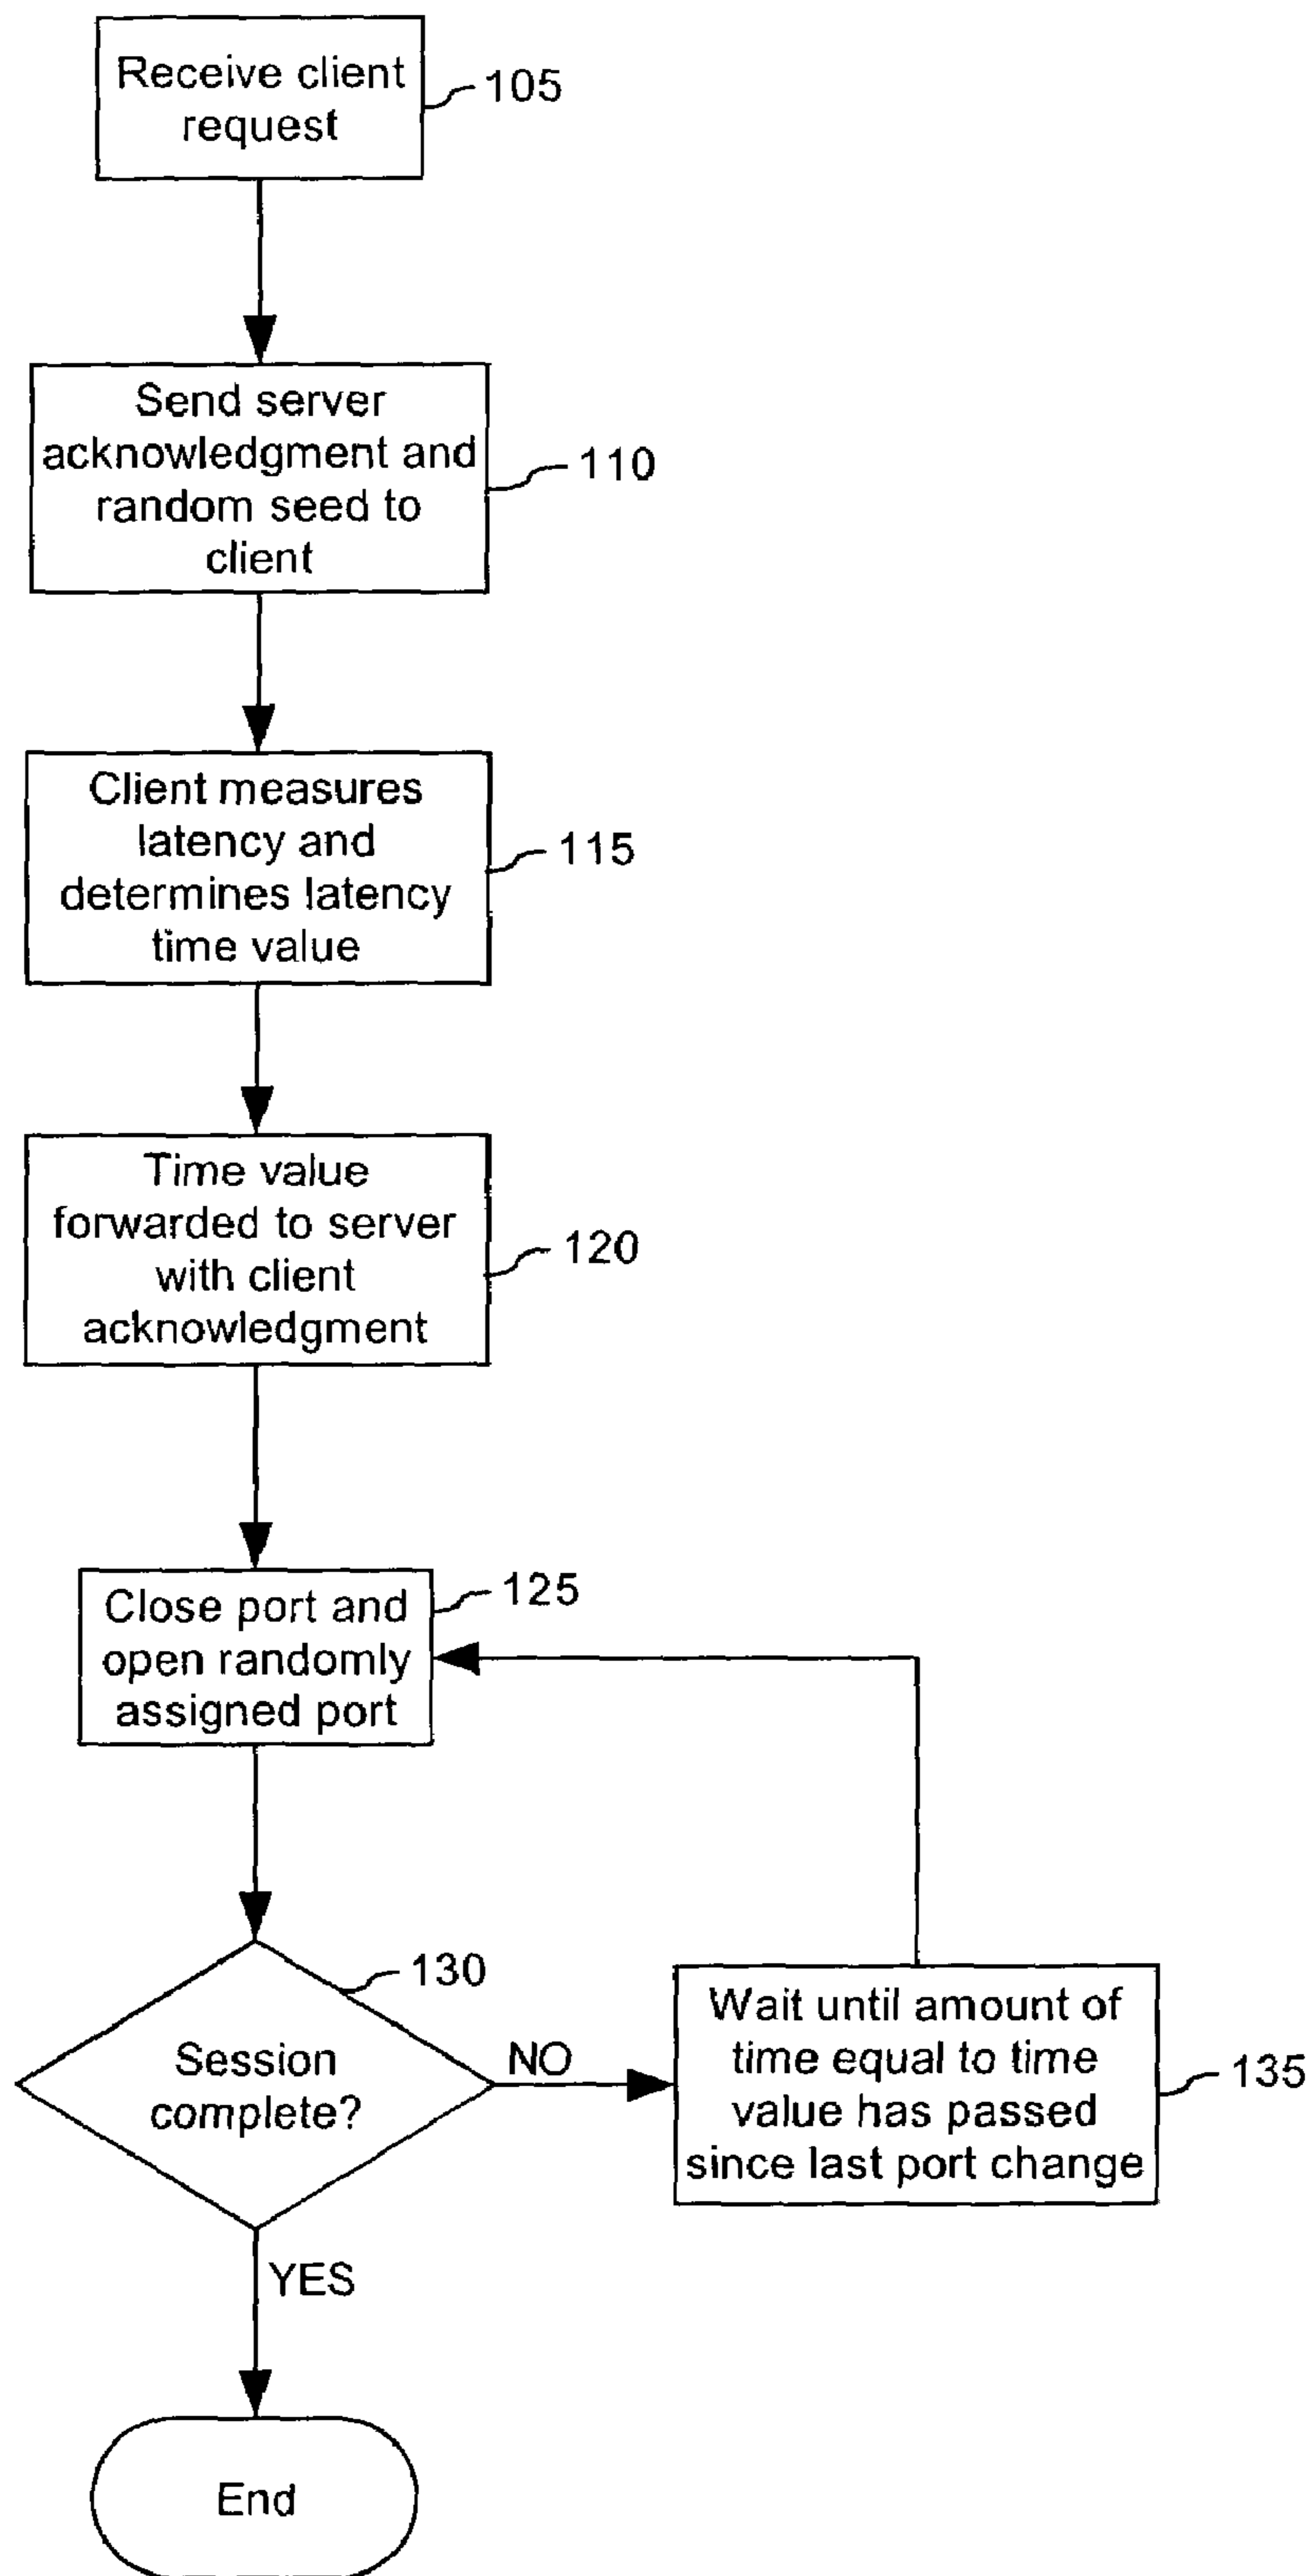 Receive client
request
105
Send server
acknowledgment and
random seed to
client
110
Client measures
latency and
determines latency
time value
115
Time value
forwarded to server
with client
acknowledgment
120
Close port and
open randomly
assigned port
125
130
Session
complete?
NO
Wait until amount of
time equal to time
value has passed
since last port change
135
YES
End